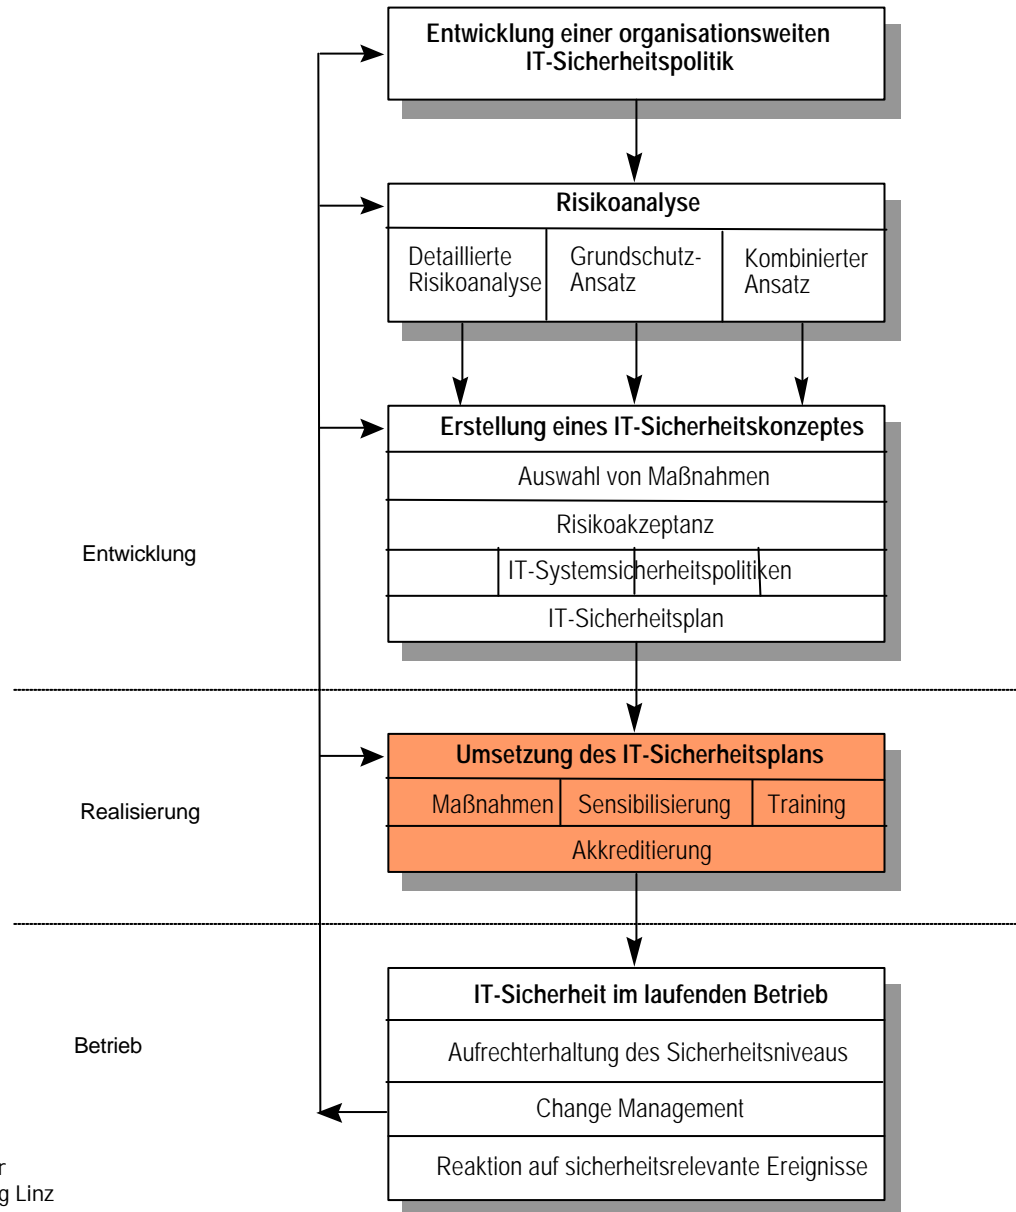 Entwicklung einer organisationsweiten
IT-Sicherheitspolitik
Risikoanalyse
Detaillierte
Risikoanalyse
Grundschutz-
Ansatz
Kombinierter
Ansatz
Erstellung eines IT-Sicherheitskonzeptes
Auswahl von Maßnahmen
Risikoakzeptanz
IT-Systemsicherheitspolitiken
IT-Sicherheitsplan
Entwicklung
Umsetzung des IT-Sicherheitsplans
Maßnahmen
Sensibilisierung
Training
Akkreditierung
Realisierung
IT-Sicherheit im laufenden Betrieb
Aufrechterhaltung des Sicherheitsniveaus
Change Management
Reaktion auf sicherheitsrelevante Ereignisse
Betrieb
r
g Linz